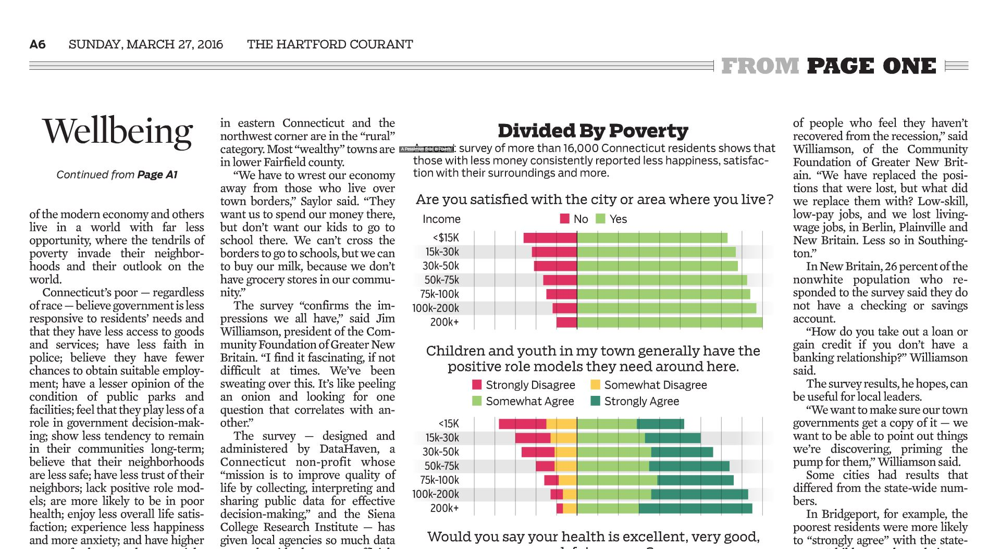 A6 SUNDAY, MARCH 27, 2016 THE HARTFORD COURANT
FROM PAGE ONE
Wellbeing
Continued from Page A1
of the modern economy and others
live in a world with far less
opportunity, where the tendrils of
poverty invade their neighbor-
hoods and their outlook on the
world.
Connecticut’s poor — regardless
of race — believe government is less
responsive to residents’ needs and
that they have less access to goods
and services; have less faith in
police; believe they have fewer
chances to obtain suitable employ-
ment; have a lesser opinion of the
condition of public parks and
facilities; feel that they play less of a
role in government decision-mak-
ing; show less tendency to remain
in their communities long-term;
believe that their neighborhoods
are less safe; have less trust of their
neighbors; lack positive role mod-
els; are more likely to be in poor
health; enjoy less overall life satis-
faction; experience less happiness
and more anxiety; and have higher
in eastern Connecticut and the
northwest corner are in the “rural”
category. Most “wealthy” towns are
in lower Fairfield county.
“We have to wrest our economy
away from those who live over
town borders,” Saylor said. “They
want us to spend our money there,
but don’t want our kids to go to
school there. We can’t cross the
borders to go to schools, but we can
to buy our milk, because we don’t
have grocery stores in our commu-
nity.”
The survey “confirms the im-
pressions we all have,” said Jim
Williamson, president of the Com-
munity Foundation of Greater New
Britain. “I find it fascinating, if not
difficult at times. We’ve been
sweating over this. It’s like peeling
an onion and looking for one
question that correlates with an-
other.”
The survey — designed and
administered by DataHaven, a
Connecticut non-profit whose
“mission is to improve quality of
life by collecting, interpreting and
sharing public data for effective
decision-making,” and the Siena
College Research Institute — has
given local agencies so much data
Divided By Poverty
A Pessimism Bred In Poverty
survey of more than 16,000 Connecticut residents shows that
those with less money consistently reported less happiness, satisfac-
tion with their surroundings and more.
Are you satisfied with the city or area where you live?
Income No Yes
<$15K
15k-30k
30k-50k
50k-75k
75k-100k
100k-200k
200k+
Children and youth in my town generally have the
positive role models they need around here.
Strongly Disagree Somewhat Disagree
Somewhat Agree Strongly Agree
<15K
15k-30k
30k-50k
50k-75k
75k-100k
100k-200k
200k+
Would you say your health is excellent, very good,
of people who feel they haven’t
recovered from the recession,” said
Williamson, of the Community
Foundation of Greater New Brit-
ain. “We have replaced the posi-
tions that were lost, but what did
we replace them with? Low-skill,
low-pay jobs, and we lost living-
wage jobs, in Berlin, Plainville and
New Britain. Less so in Southing-
ton.”
In New Britain, 26 percent of the
nonwhite population who re-
sponded to the survey said they do
not have a checking or savings
account.
“How do you take out a loan or
gain credit if you don’t have a
banking relationship?” Williamson
said.
The survey results, he hopes, can
be useful for local leaders.
“We want to make sure our town
governments get a copy of it — we
want to be able to point out things
we’re discovering, priming the
pump for them,” Williamson said.
Some cities had results that
differed from the state-wide num-
bers.
In Bridgeport, for example, the
poorest residents were more likely
to “strongly agree” with the state-